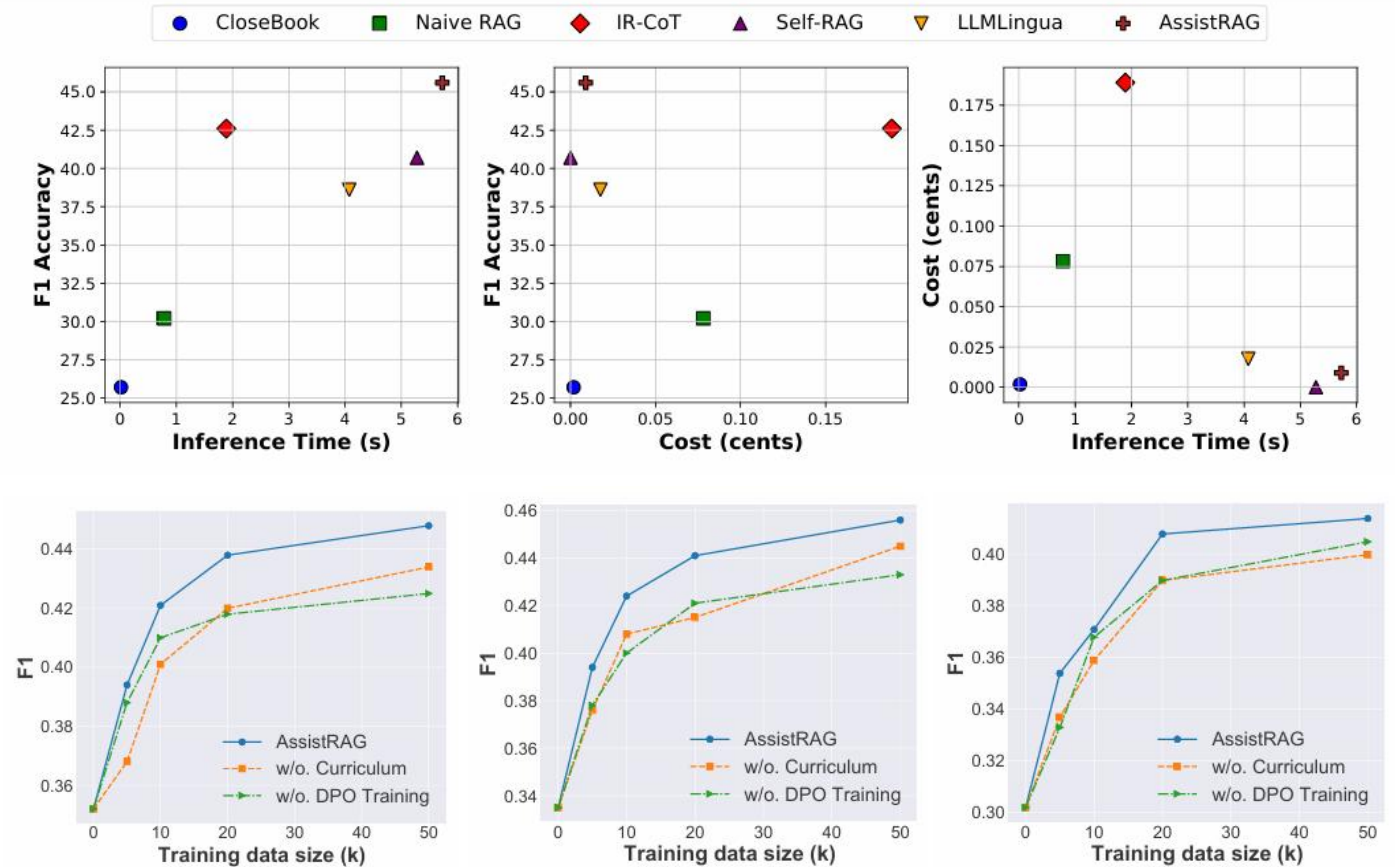 CloseBook Naive RAG IR-CoT Self-RAG LLMLingua AssistRAG
F1 Accuracy
45.0
42.5
40.0
37.5
35.0
32.5
30.0
27.5
25.0
0 1 2 3 4 5 6
Inference Time (s)
F1 Accuracy
45.0
42.5
40.0
37.5
35.0
32.5
30.0
27.5
25.0
0.00 0.05 0.10 0.15
Cost (cents)
Cost (cents)
0.175
0.150
0.125
0.100
0.075
0.050
0.025
0.000
0 1 2 3 4 5 6
Inference Time (s)
F1
0.44
0.42
0.40
0.38
0.36
AssistRAG
w/o. Curriculum
w/o. DPO Training
0 10 20 30 40 50
Training data size (k)
F1
0.46
0.44
0.42
0.40
0.38
0.36
0.34
AssistRAG
w/o. Curriculum
w/o. DPO Training
0 10 20 30 40 50
Training data size (k)
F1
0.40
0.38
0.36
0.34
0.32
0.30
AssistRAG
w/o. Curriculum
w/o. DPO Training
0 10 20 30 40 50
Training data size (k)